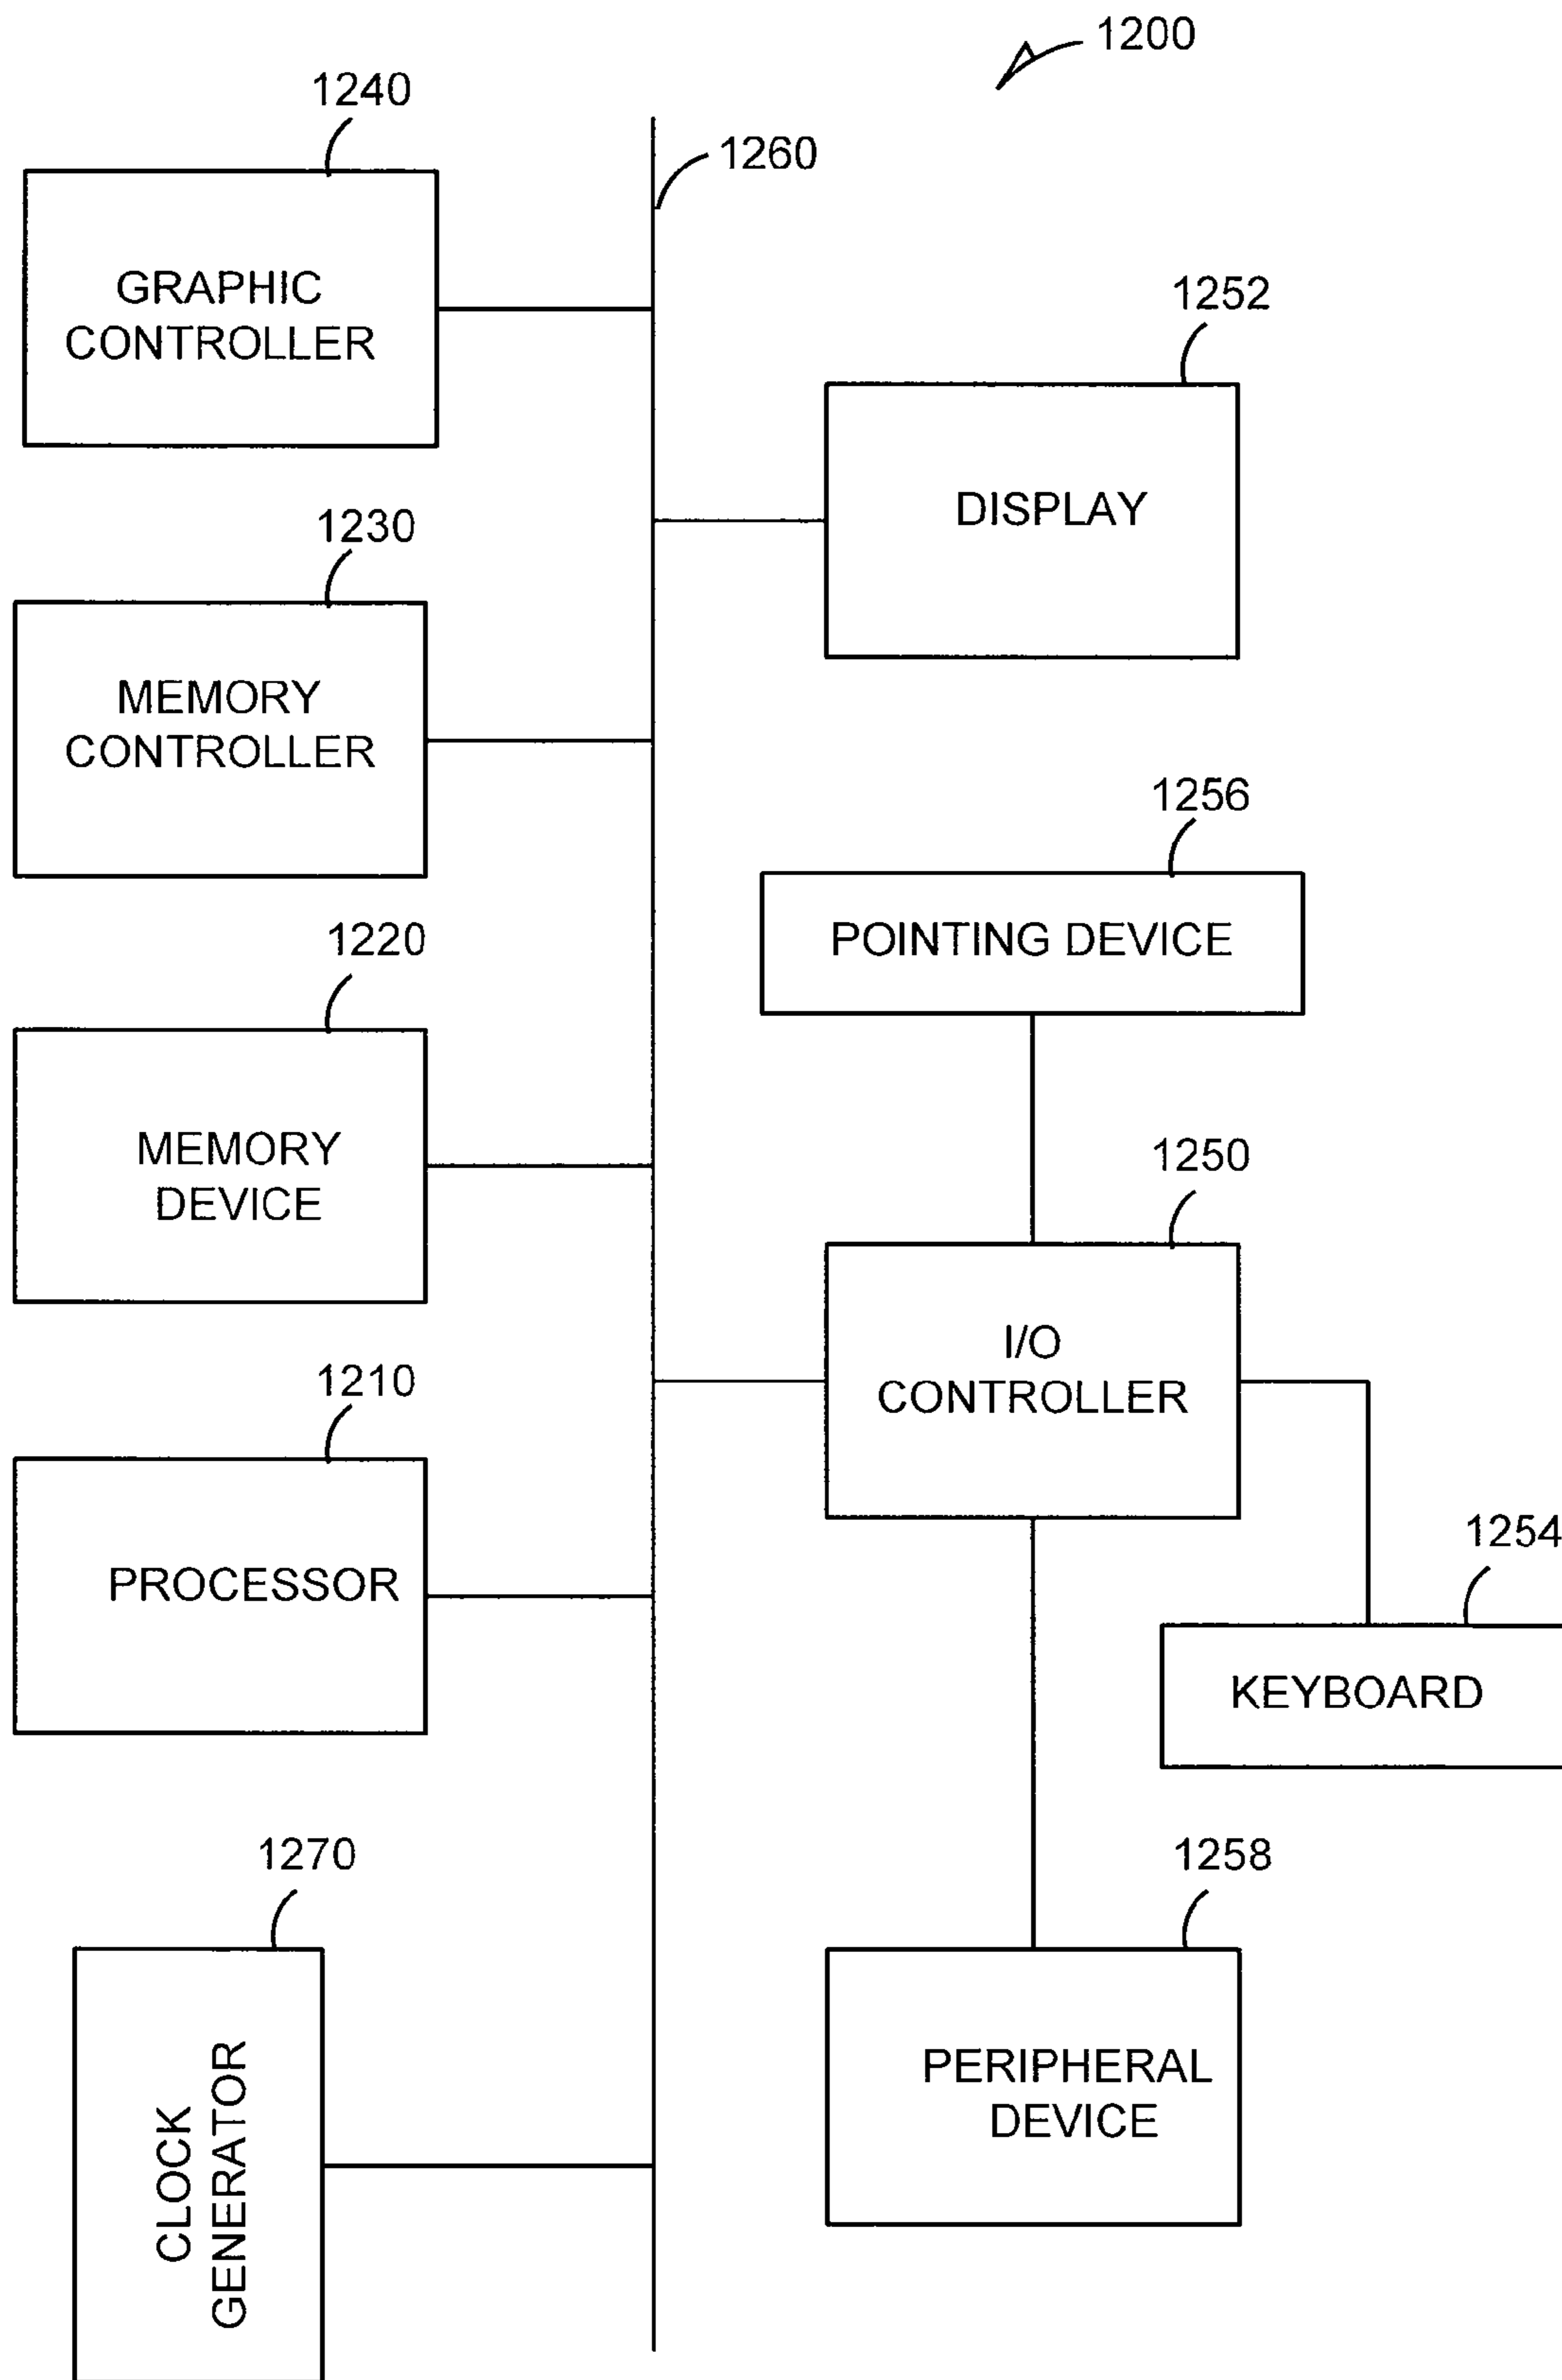 1200
1240
1260
GRAPHIC
CONTROLLER
1252
DISPLAY
1230
MEMORY
CONTROLLER
1256
POINTING DEVICE
1220
MEMORY
DEVICE
1250
I/O
CONTROLLER
1210
PROCESSOR
1254
KEYBOARD
1270
CLOCK
GENERATOR
1258
PERIPHERAL
DEVICE